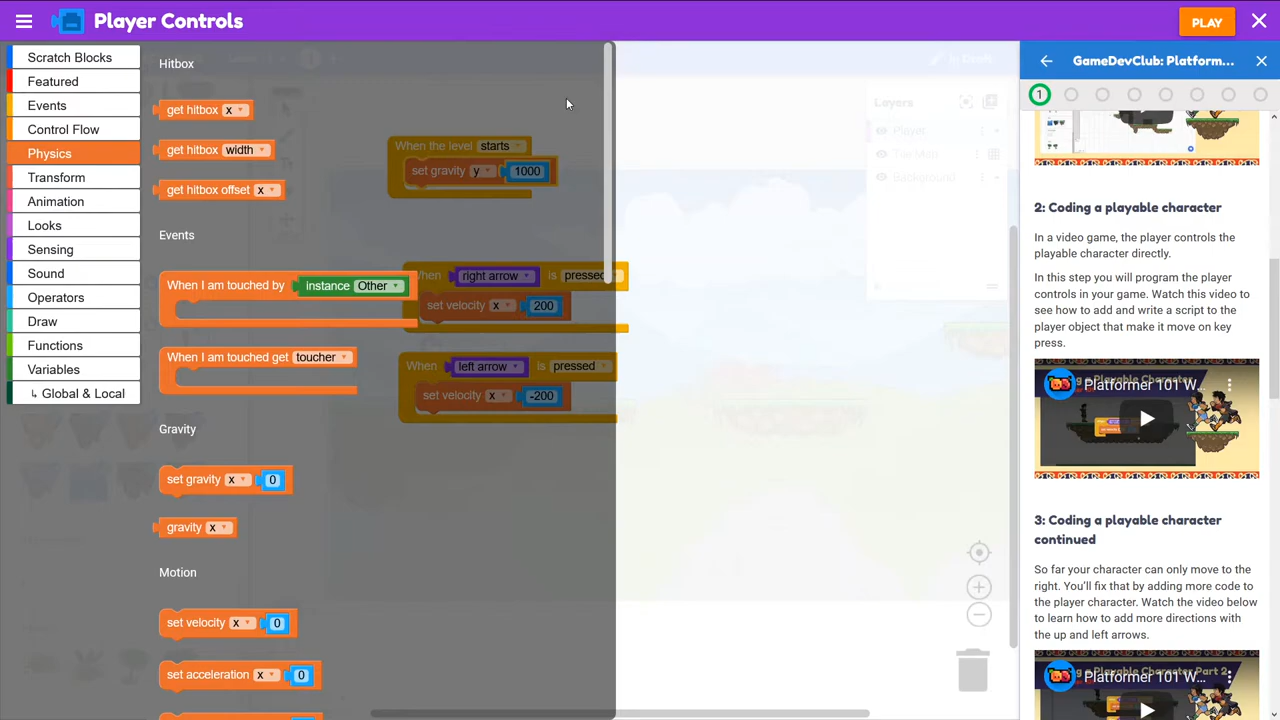 Player Controls
PLAY
Scratch Blocks
Featured
Events
Control Flow
Physics
Transform
Animation
Looks
Sensing
Sound
Operators
Draw
Functions
Variables
↳ Global & Local
Hitbox
get hitbox x
get hitbox width
get hitbox offset x
Events
When I am touched by instance Other
When I am touched get toucher
Gravity
set gravity x 0
gravity x
Motion
set velocity x 0
set acceleration x 0
When the level starts
set gravity y 1000
When right arrow is pressed
set velocity x 200
When left arrow is pressed
set velocity x -200
Layers
Player
Background
GameDevClub: Platform...
1
2: Coding a playable character
In a video game, the player controls the
playable character directly.
In this step you will program the player
controls in your game. Watch this video to
see how to add and write a script to the
player object that make it move on key
press.
Platformer 101 W...
3: Coding a playable character
continued
So far your character can only move to the
right. You'll fix that by adding more code to
the player character. Watch the video below
to learn how to add more directions with
the up and left arrows.
Platformer 101 W...